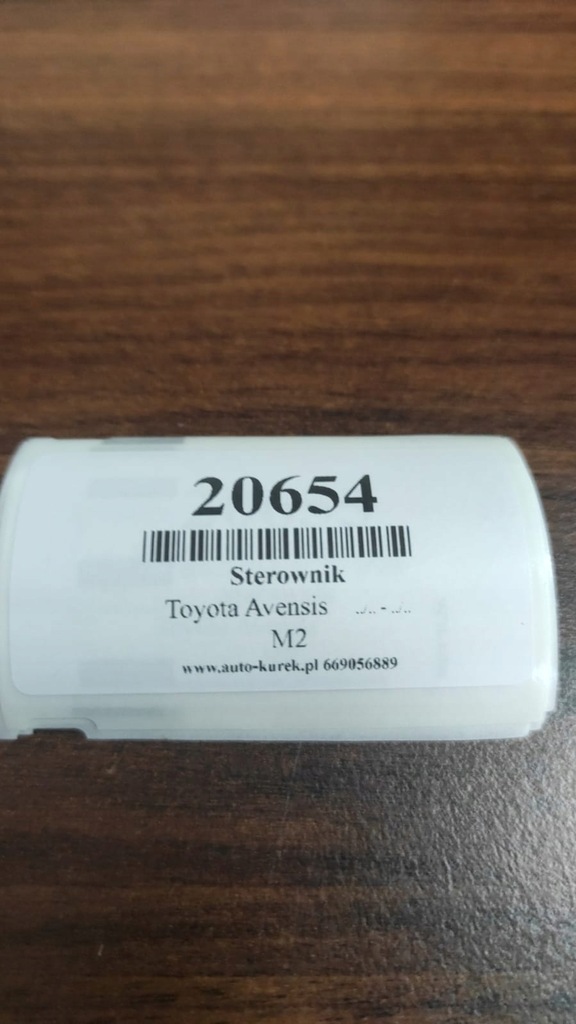 20654
Sterownik
Toyota Avensis ../.. - ../..
M2
www.auto-kurek.pl 669056889